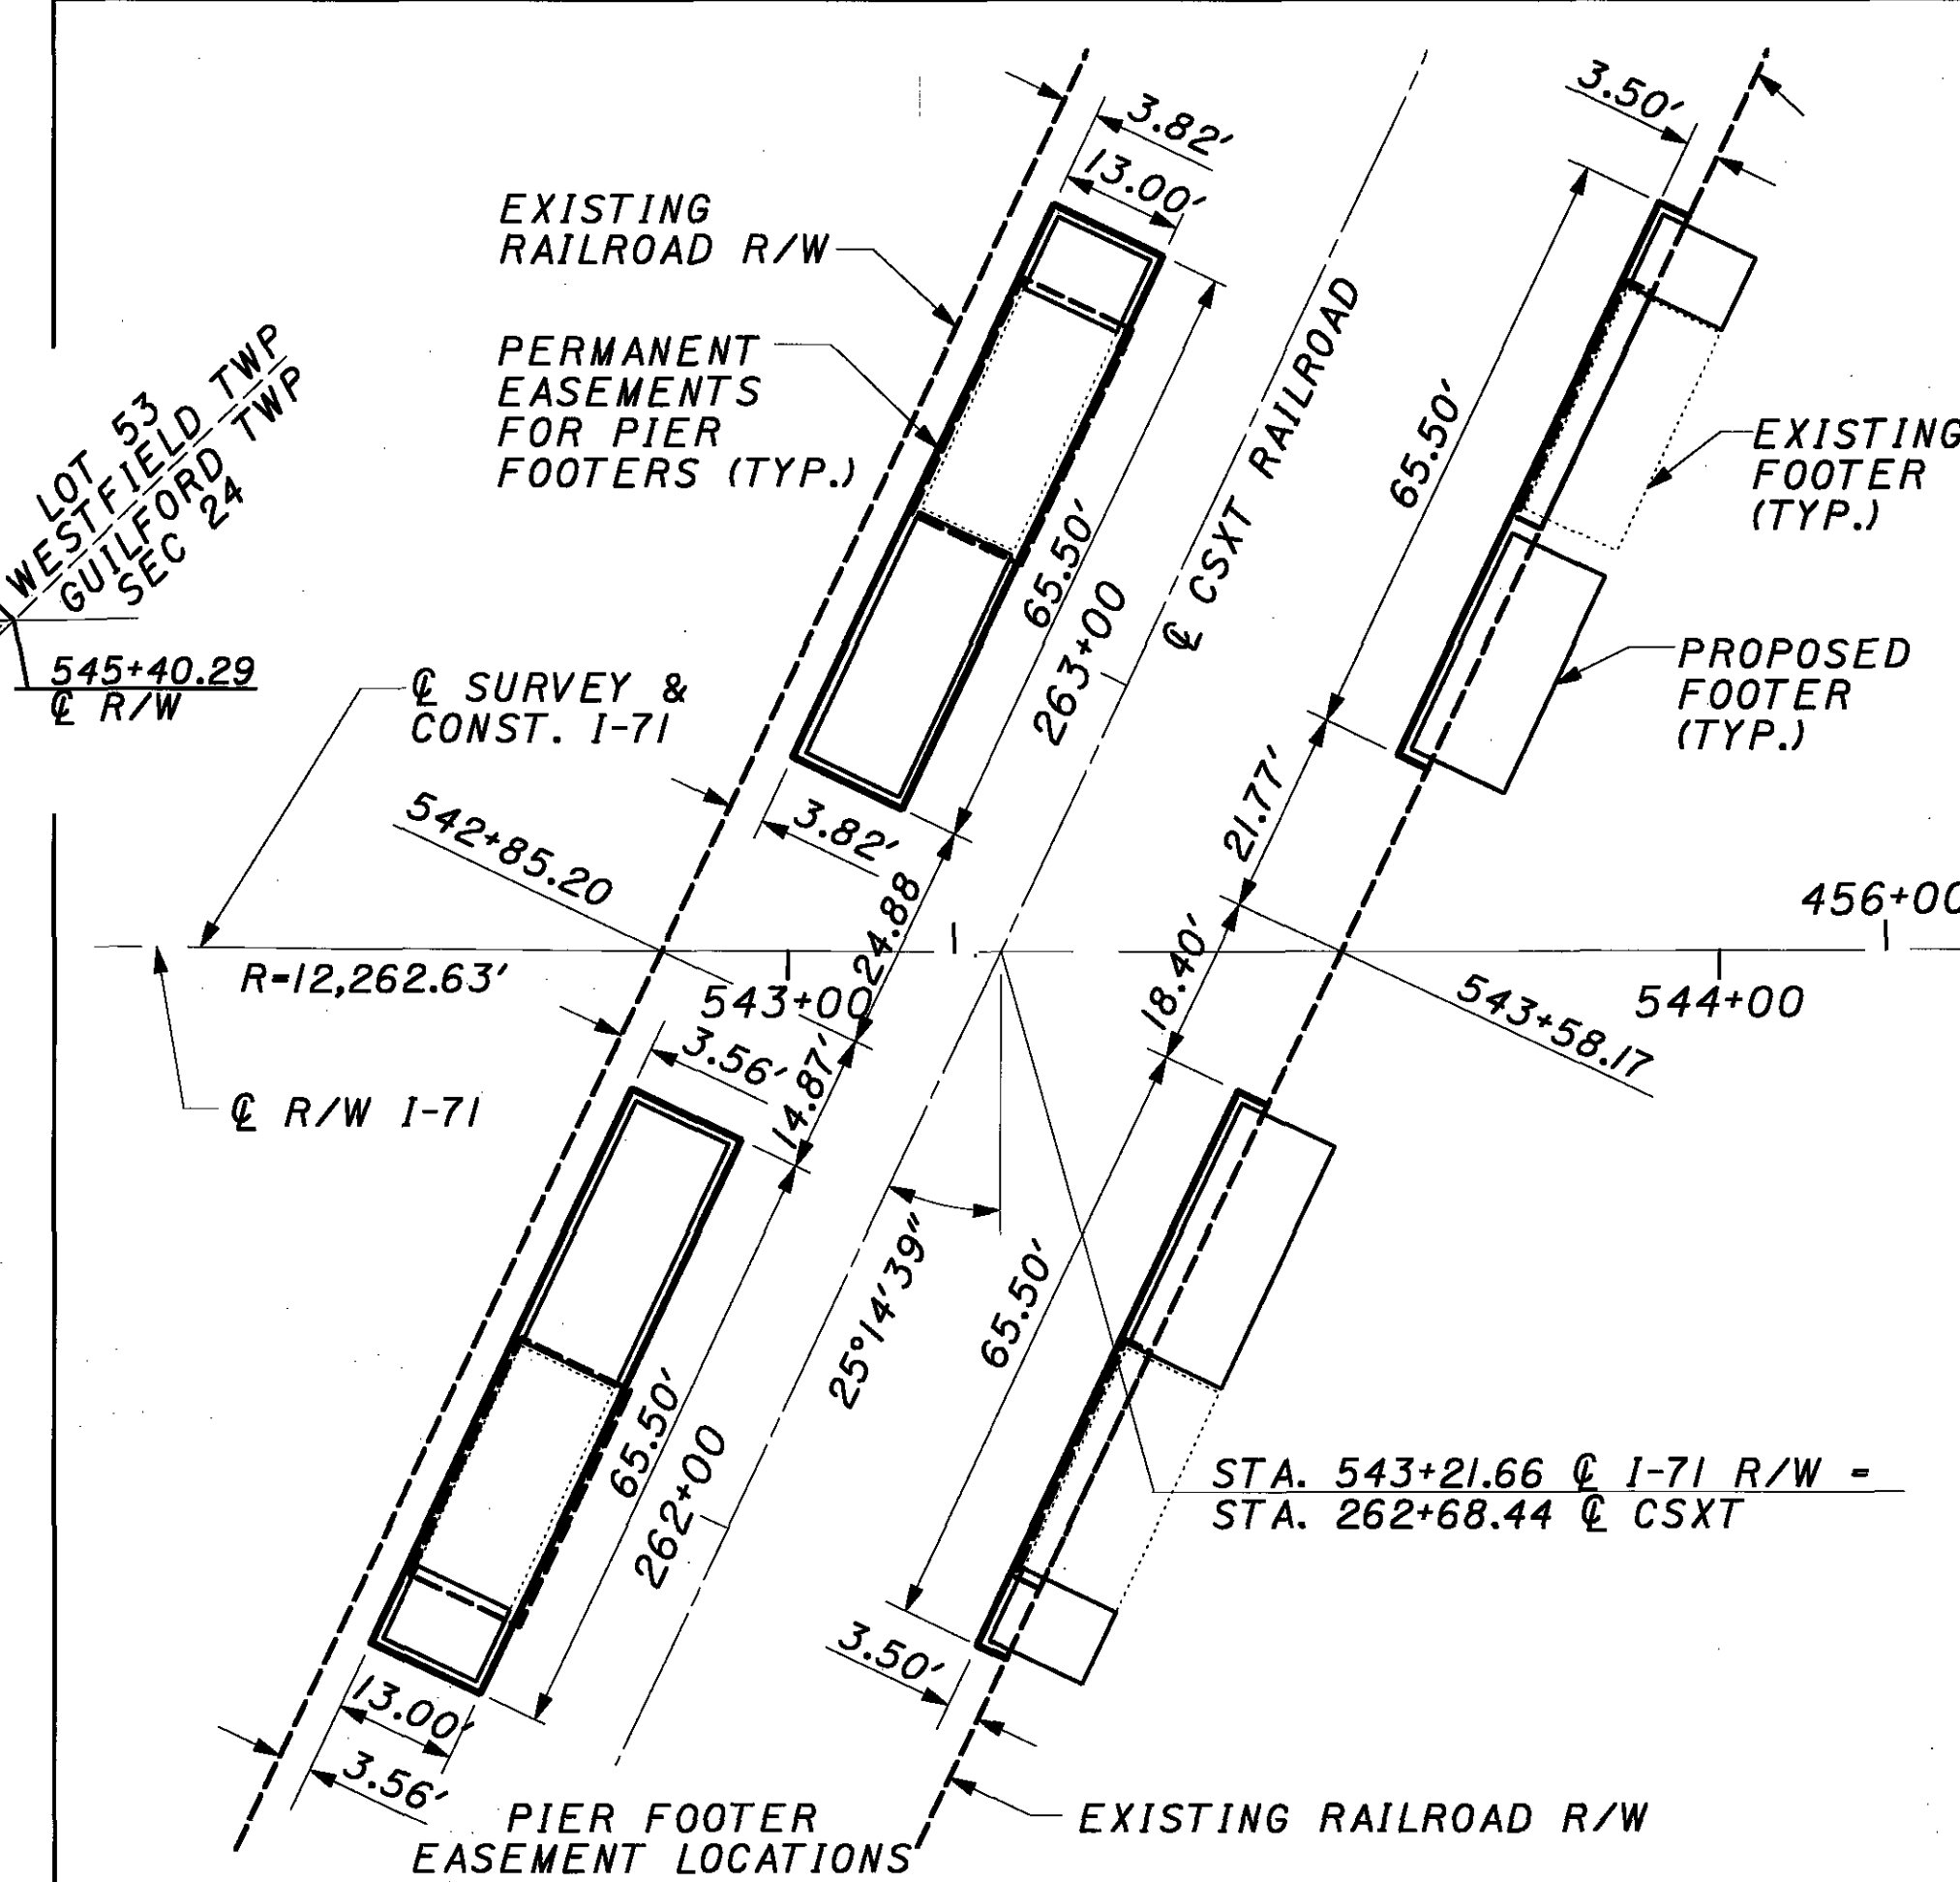 3.50'
3.82'
13.00'
EXISTING
RAILROAD R/W
PERMANENT
EASEMENTS
FOR PIER
FOOTERS (TYP.)
LOT 53
WESTFIELD TWP
GUILFORD TWP
SEC 24
545+40.29
℄ R/W
℄ CSXT RAILROAD
65.50'
65.50'
263+00
EXISTING
FOOTER
(TYP.)
PROPOSED
FOOTER
(TYP.)
℄ SURVEY &
CONST. I-71
542+85.20
3.82'
24.88
21.77'
18.40'
456+00
R=12,262.63'
543+00
544+00
543+58.17
℄ R/W I-71
3.56'
14.87'
25°14'39"
65.50'
65.50'
262+00
STA. 543+21.66 ℄ I-71 R/W =
STA. 262+68.44 ℄ CSXT
3.50'
13.00'
3.56'
PIER FOOTER
EASEMENT LOCATIONS
EXISTING RAILROAD R/W